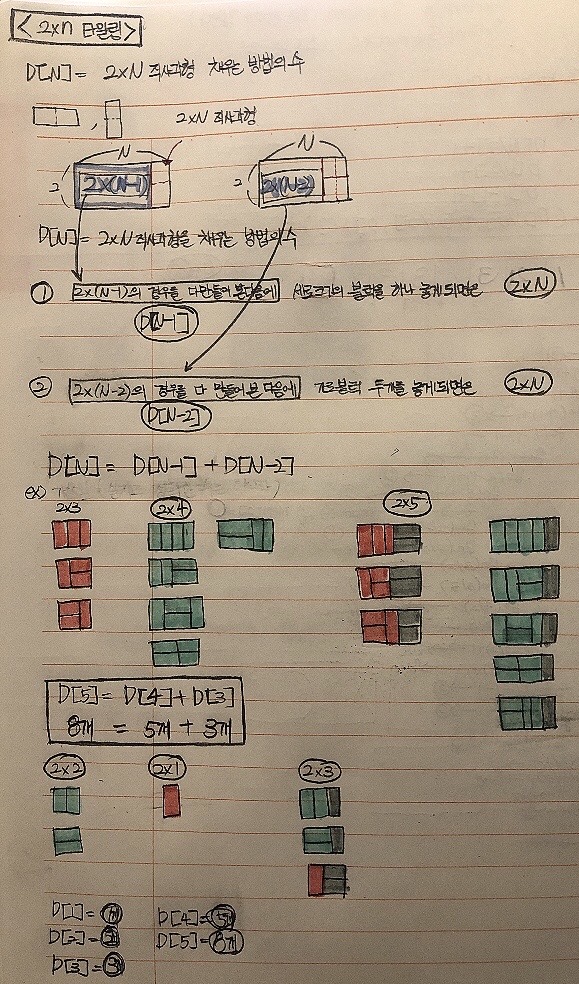 <2xn 타일링>
D[N] = 2xN 직사각형 채우는 방법의 수
, 2xN 직사각형
N N
2 2x(N-1) 2 2x(N-2)
D[N] = 2xN 직사각형을 채우는 방법의 수
① 2x(N-1)의 경우를 다 만들어 본 다음에 세로크기의 블럭을 하나 놓게 되면은 2xN
D[N-1]
② 2x(N-2)의 경우를 다 만들어 본 다음에 가로블럭 두개를 놓게 되면은 2xN
D[N-2]
D[N] = D[N-1] + D[N-2]
ex)
2x3 2x4 2x5
D[5] = D[4] + D[3]
8개 = 5개 + 3개
2x2 2x1 2x3
D[1] = 1개 D[4] = 5개
D[2] = 2개 D[5] = 8개
D[3] = 3개